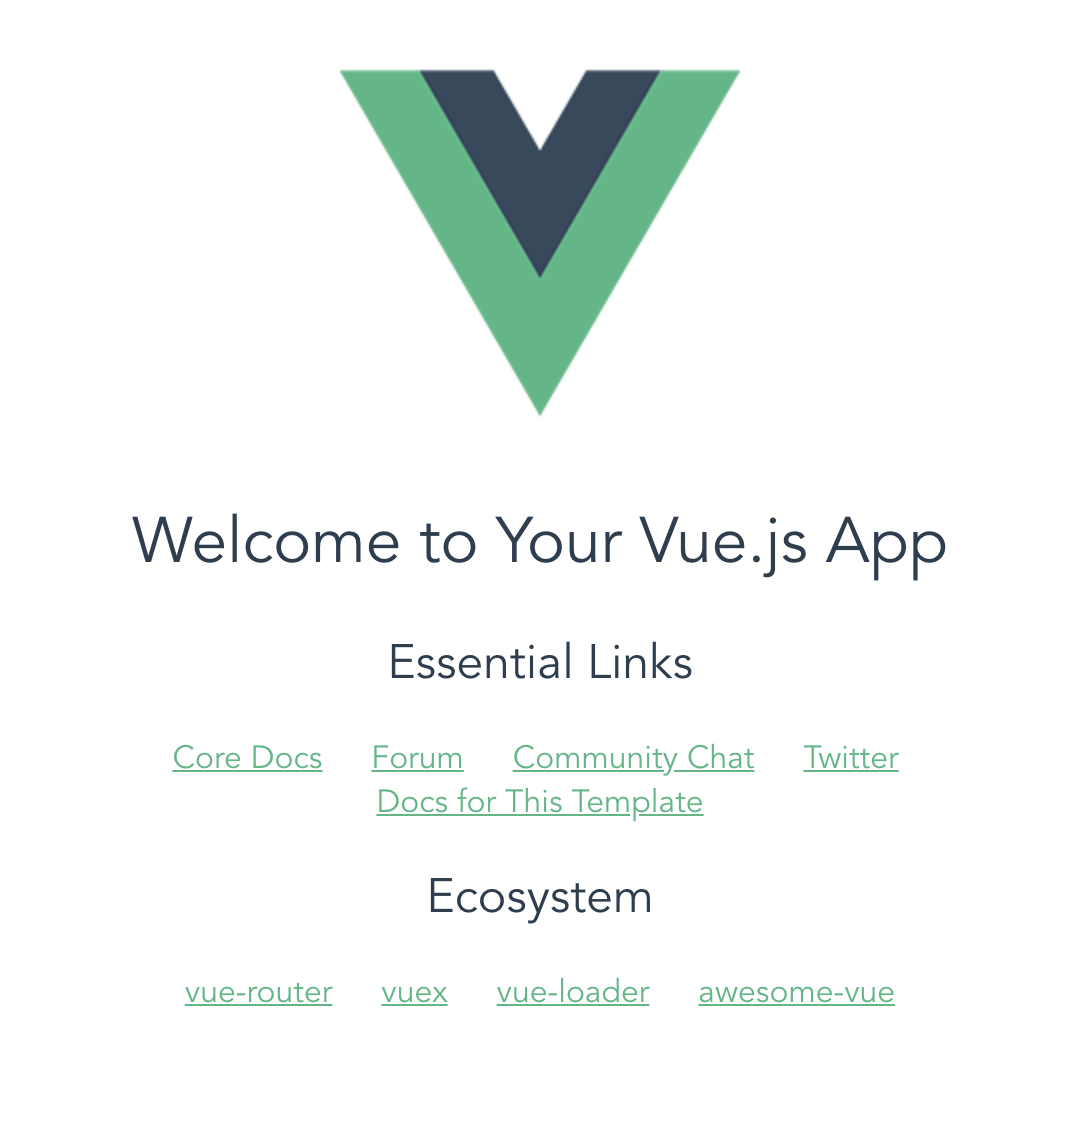 Welcome to Your Vue.js App
Essential Links
Core Docs Forum Community Chat Twitter
Docs for This Template
Ecosystem
vue-router vuex vue-loader awesome-vue